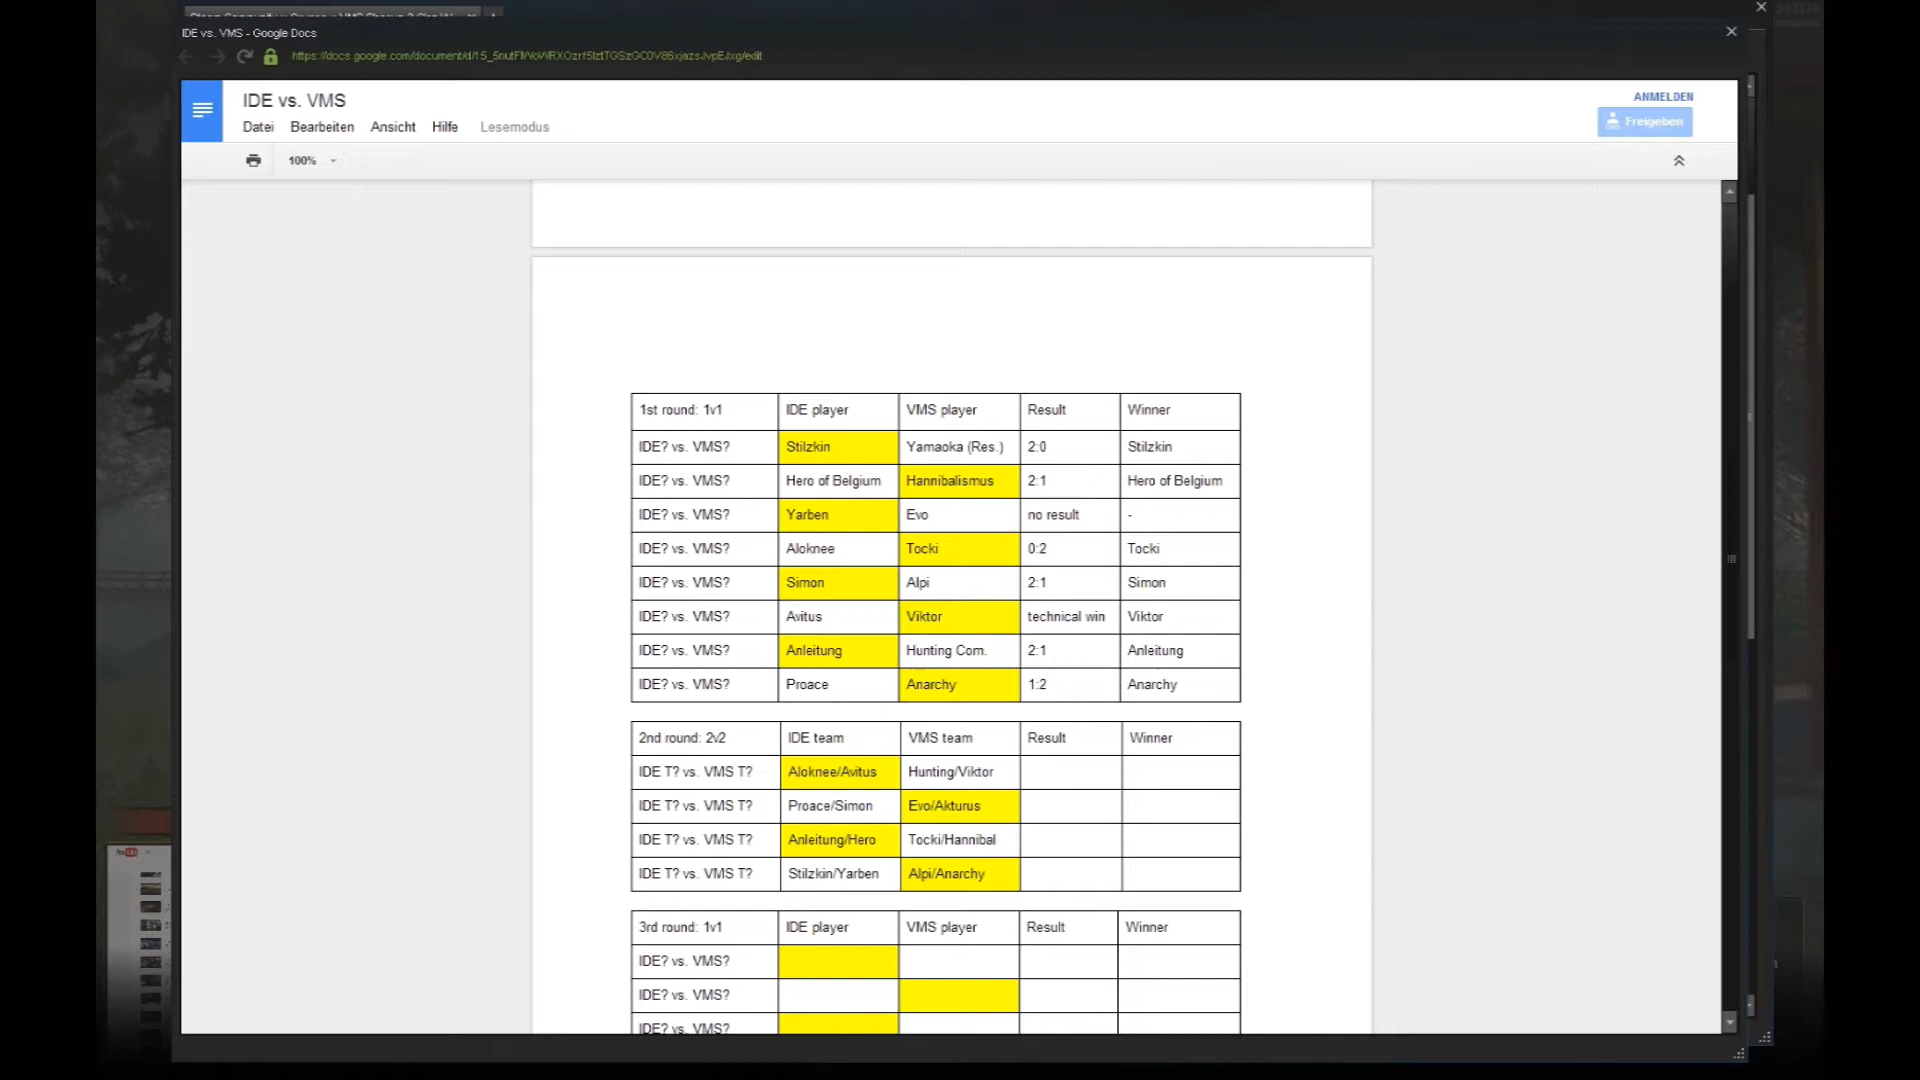 IDE vs. VMS - Google Docs
IDE vs. VMS
ANMELDEN
Datei Bearbeiten Ansicht Hilfe Lesemodus
Freigeben
100%
1st round: 1v1 IDE player VMS player Result Winner
IDE? vs. VMS? Stilzkin Yamaoka (Res.) 2:0 Stilzkin
IDE? vs. VMS? Hero of Belgium Hannibalismus 2:1 Hero of Belgium
IDE? vs. VMS? Yarben Evo no result -
IDE? vs. VMS? Aloknee Tocki 0:2 Tocki
IDE? vs. VMS? Simon Alpi 2:1 Simon
IDE? vs. VMS? Avitus Viktor technical win Viktor
IDE? vs. VMS? Anleitung Hunting Com. 2:1 Anleitung
IDE? vs. VMS? Proace Anarchy 1:2 Anarchy
2nd round: 2v2 IDE team VMS team Result Winner
IDE T? vs. VMS T? Aloknee/Avitus Hunting/Viktor
IDE T? vs. VMS T? Proace/Simon Evo/Akturus
IDE T? vs. VMS T? Anleitung/Hero Tocki/Hannibal
IDE T? vs. VMS T? Stilzkin/Yarben Alpi/Anarchy
3rd round: 1v1 IDE player VMS player Result Winner
IDE? vs. VMS?
IDE? vs. VMS?
IDE? vs. VMS?